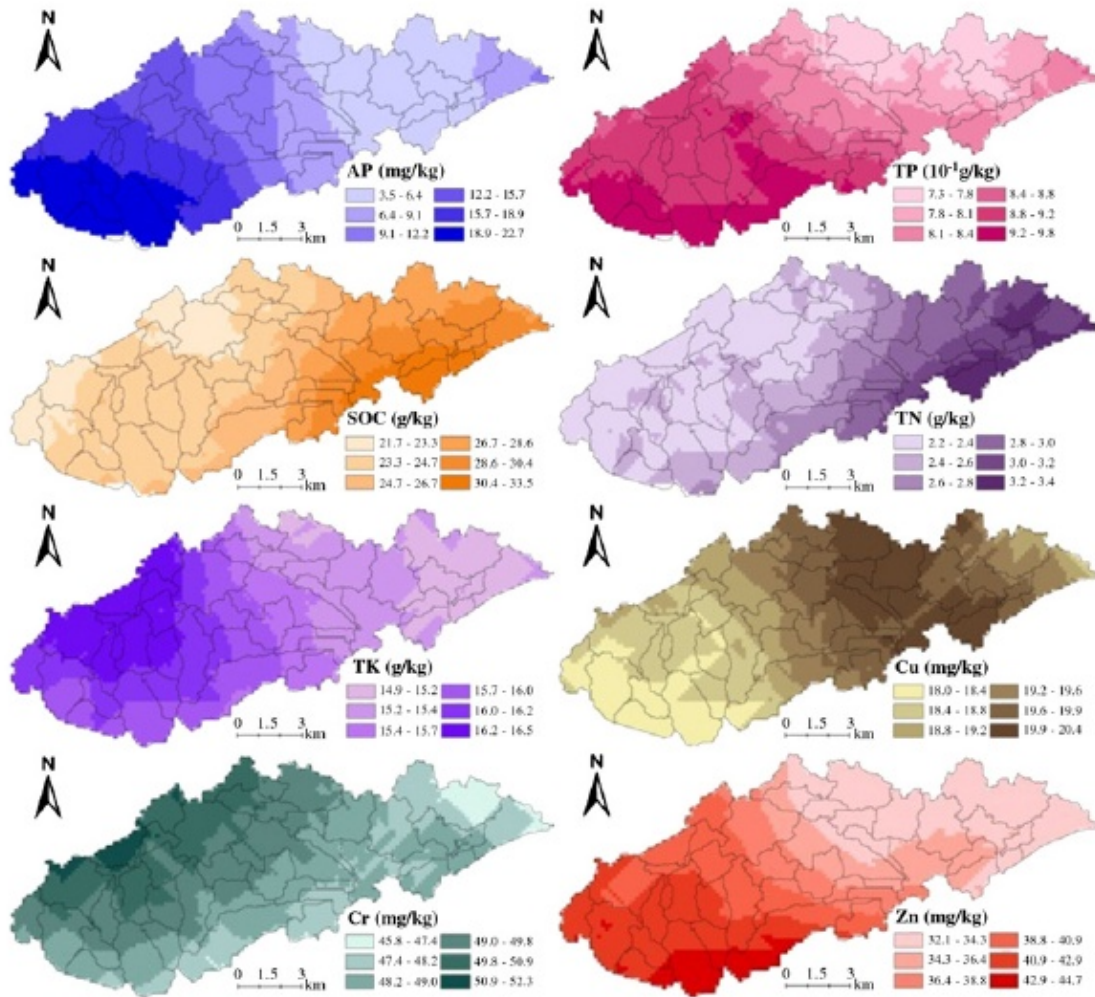 N
N
AP (mg/kg)
3.5 - 6.4 12.2 - 15.7
6.4 - 9.1 15.7 - 18.9
9.1 - 12.2 18.9 - 22.7
0 1.5 3
km
TP (10⁻¹g/kg)
7.3 - 7.8 8.4 - 8.8
7.8 - 8.1 8.8 - 9.2
8.1 - 8.4 9.2 - 9.8
0 1.5 3
km
N
N
SOC (g/kg)
21.7 - 23.3 26.7 - 28.6
23.3 - 24.7 28.6 - 30.4
24.7 - 26.7 30.4 - 33.5
0 1.5 3
km
TN (g/kg)
2.2 - 2.4 2.8 - 3.0
2.4 - 2.6 3.0 - 3.2
2.6 - 2.8 3.2 - 3.4
0 1.5 3
km
N
N
TK (g/kg)
14.9 - 15.2 15.7 - 16.0
15.2 - 15.4 16.0 - 16.2
15.4 - 15.7 16.2 - 16.5
0 1.5 3
km
Cu (mg/kg)
18.0 - 18.4 19.2 - 19.6
18.4 - 18.8 19.6 - 19.9
18.8 - 19.2 19.9 - 20.4
0 1.5 3
km
N
N
Cr (mg/kg)
45.8 - 47.4 49.0 - 49.8
47.4 - 48.2 49.8 - 50.9
48.2 - 49.0 50.9 - 52.3
0 1.5 3
km
Zn (mg/kg)
32.1 - 34.3 38.8 - 40.9
34.3 - 36.4 40.9 - 42.9
36.4 - 38.8 42.9 - 44.7
0 1.5 3
km